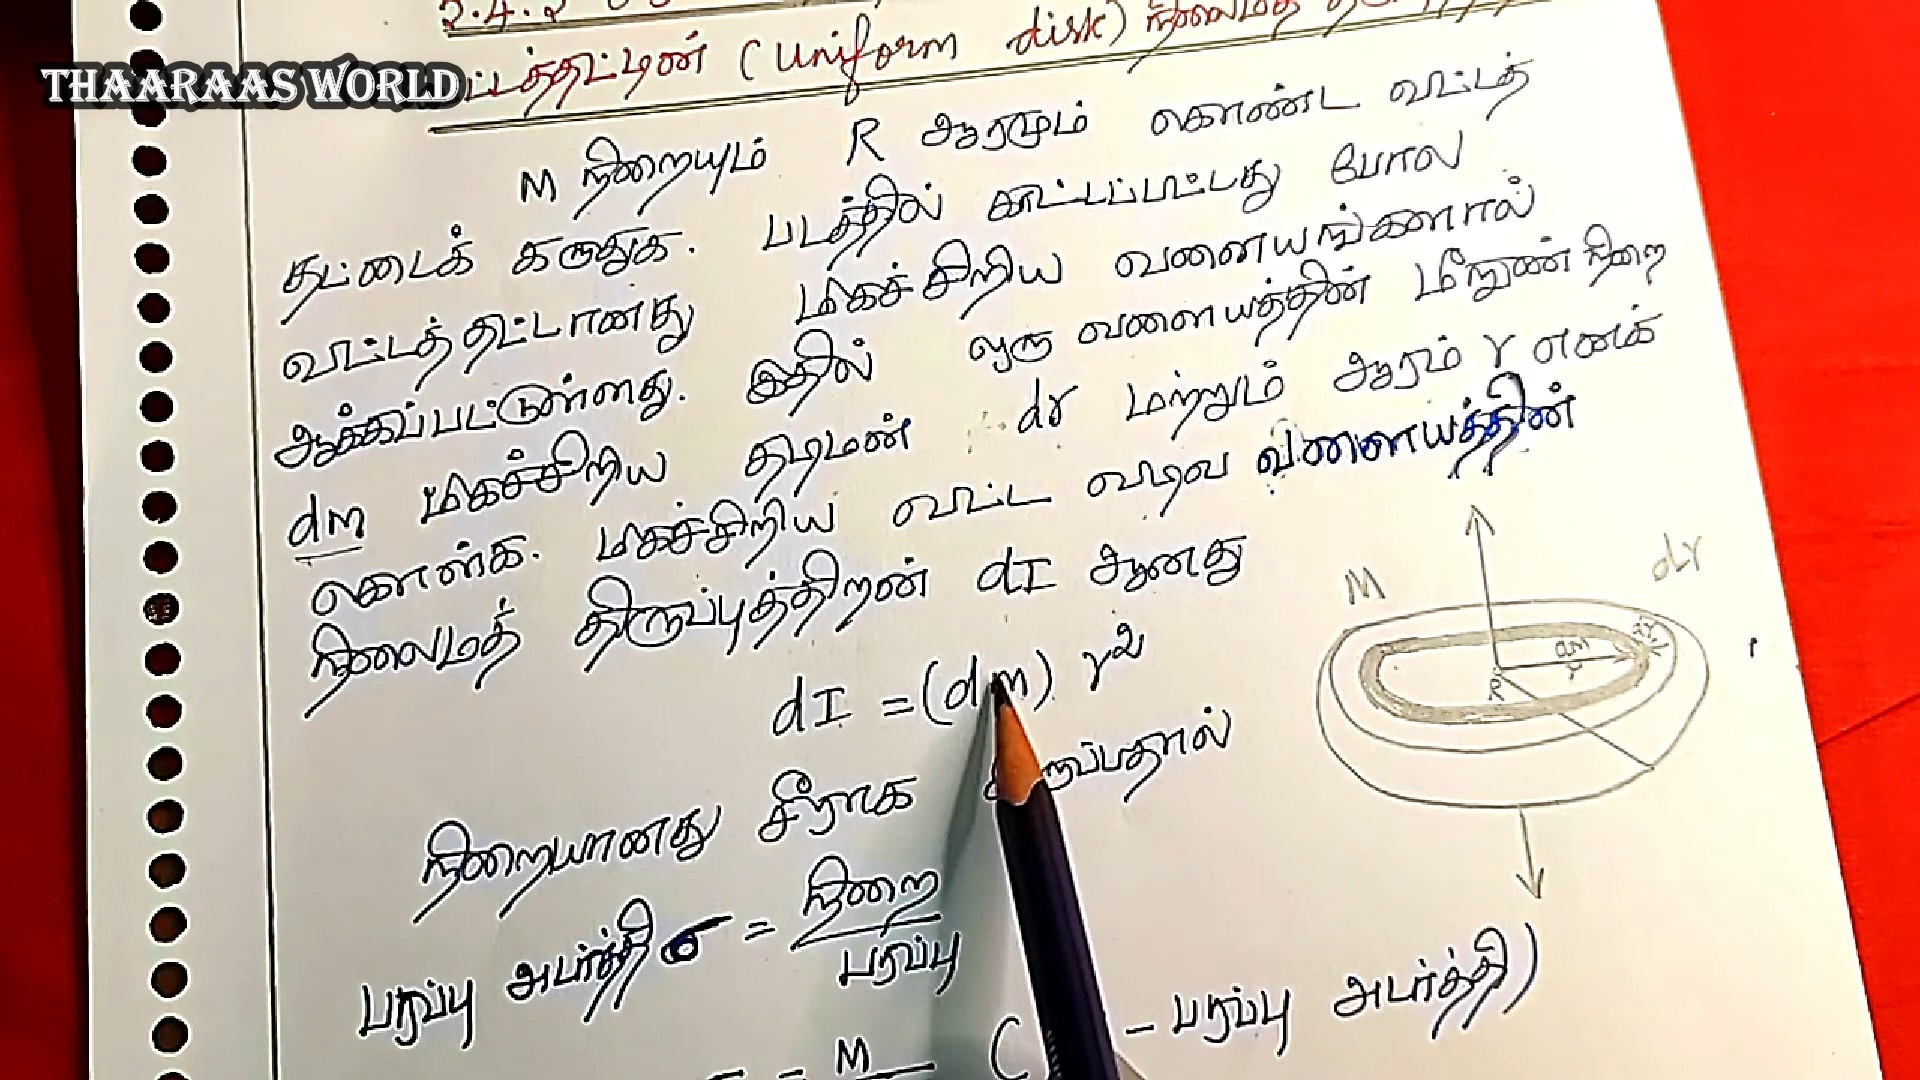 THAARAAS WORLD
வட்டத்தட்டின் (uniform disk) நிலைமத்
M நிறையும் R ஆரமும் கொண்ட வட்டத்
தட்டைக் கருதுக. படத்தில் காட்டப்பட்டது போல
வட்டத்தட்டானது மிகச்சிறிய வளையங்களால்
ஆக்கப்பட்டுள்ளது. இதில் ஒரு வளையத்தின் மீநுண் நிறை
dm மிகச்சிறிய தடிமன் dr மற்றும் ஆரம் r எனக்
கொள்க. மிகச்சிறிய வட்ட வடிவ வளையத்தின்
நிலைமத் திருப்புத்திறன் dI ஆனது
dI = (dm) r²
நிறையானது சீராக இருப்பதால்
பரப்பு அடர்த்தி σ = நிறை
பரப்பு
M
( - பரப்பு அடர்த்தி)
M
dr
dm
r
R